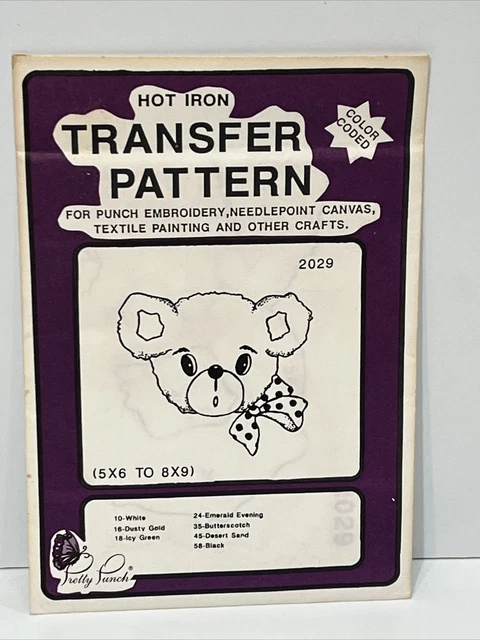 HOT IRON
TRANSFER
PATTERN
COLOR
CODED
FOR PUNCH EMBROIDERY, NEEDLEPOINT CANVAS,
TEXTILE PAINTING AND OTHER CRAFTS.
2029
(5X6 TO 8X9)
10-White
16-Dusty Gold
18-Icy Green
24-Emerald Evening
35-Butterscotch
45-Desert Sand
58-Black
2029
Pretty Punch®